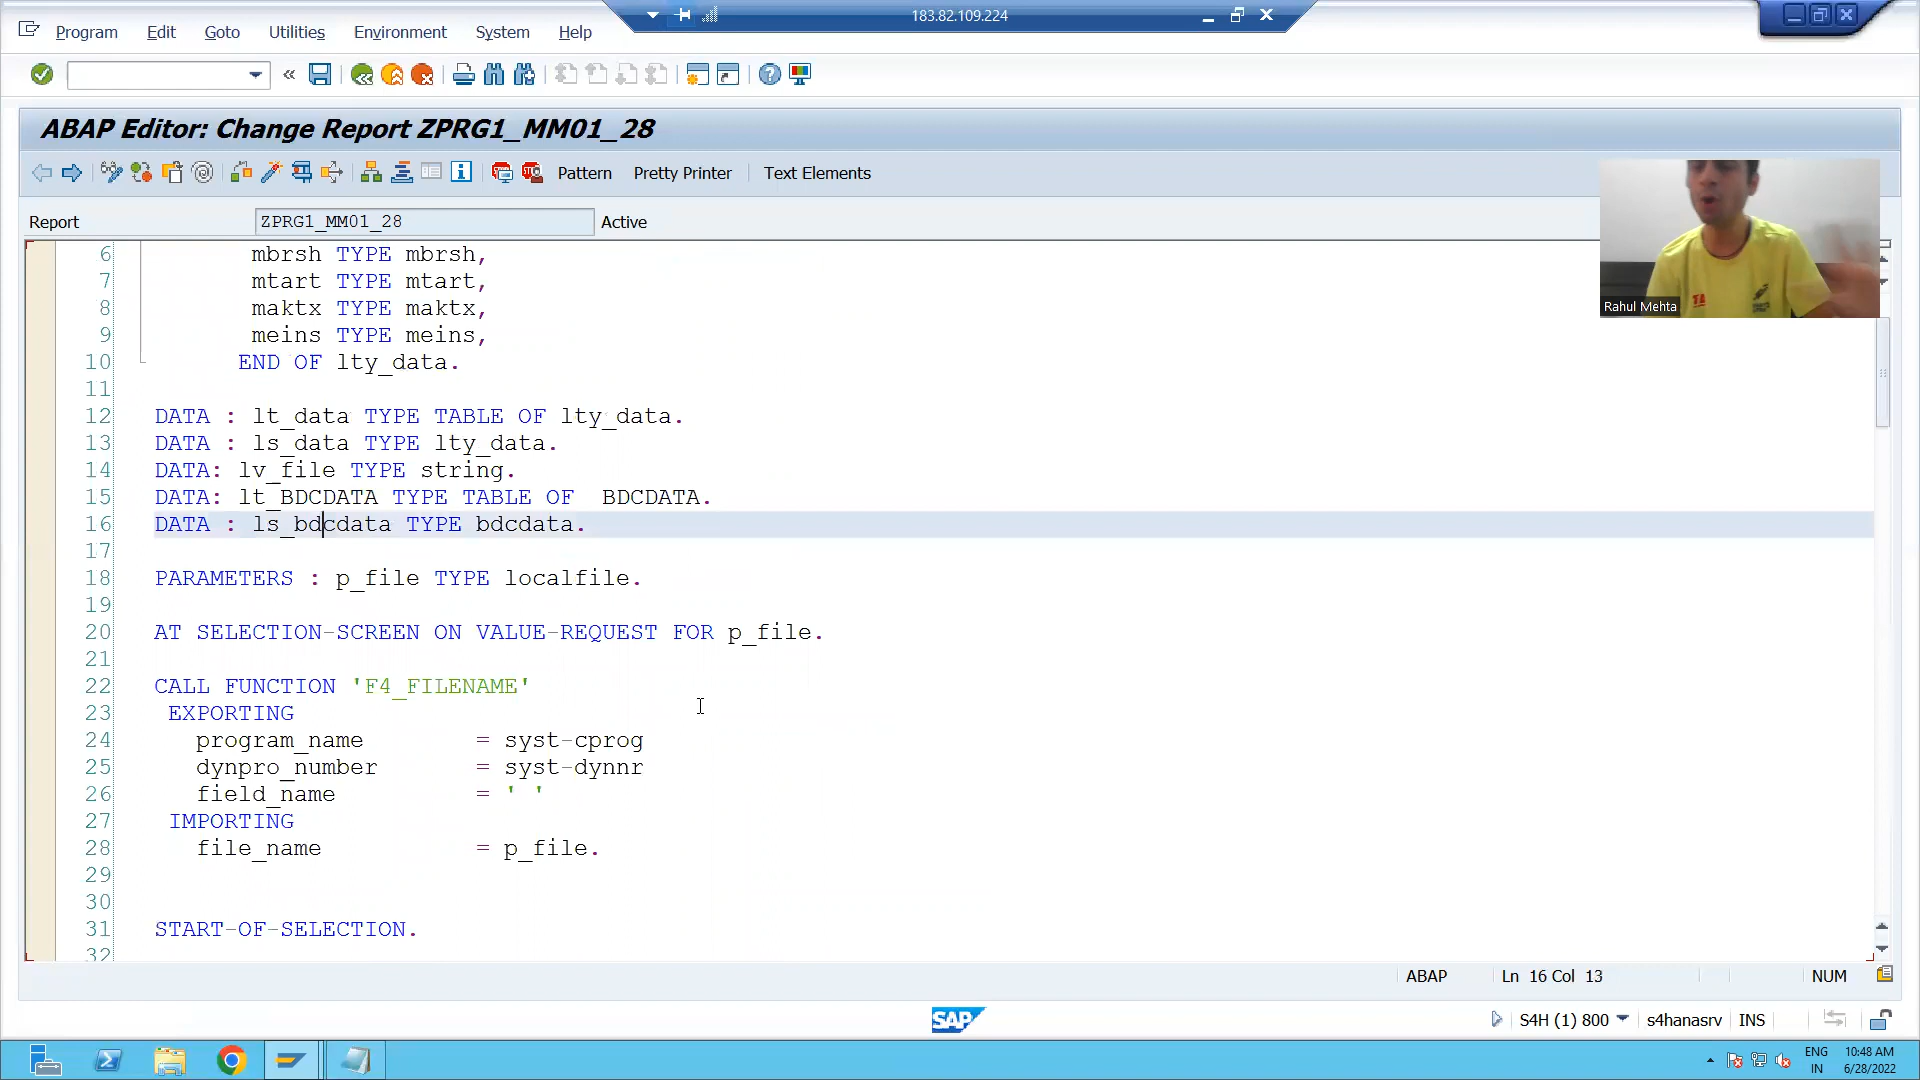 183.82.109.224
Program Edit Goto Utilities Environment System Help
ABAP Editor: Change Report ZPRG1_MM01_28
Pattern Pretty Printer Text Elements
Report ZPRG1_MM01_28 Active
6 mbrsh TYPE mbrsh,
7 mtart TYPE mtart,
8 maktx TYPE maktx,
9 meins TYPE meins,
10 END OF lty_data.
11
12 DATA : lt_data TYPE TABLE OF lty_data.
13 DATA : ls_data TYPE lty_data.
14 DATA: lv_file TYPE string.
15 DATA: lt_BDCDATA TYPE TABLE OF BDCDATA.
16 DATA : ls_bdcdata TYPE bdcdata.
17
18 PARAMETERS : p_file TYPE localfile.
19
20 AT SELECTION-SCREEN ON VALUE-REQUEST FOR p_file.
21
22 CALL FUNCTION 'F4_FILENAME'
23 EXPORTING
24 program_name = syst-cprog
25 dynpro_number = syst-dynnr
26 field_name = ' '
27 IMPORTING
28 file_name = p_file.
29
30
31 START-OF-SELECTION.
32
Rahul Mehta
ABAP Ln 16 Col 13 NUM
SAP S4H (1) 800 s4hanasrv INS
ENG 10:48 AM
IN 6/28/2022